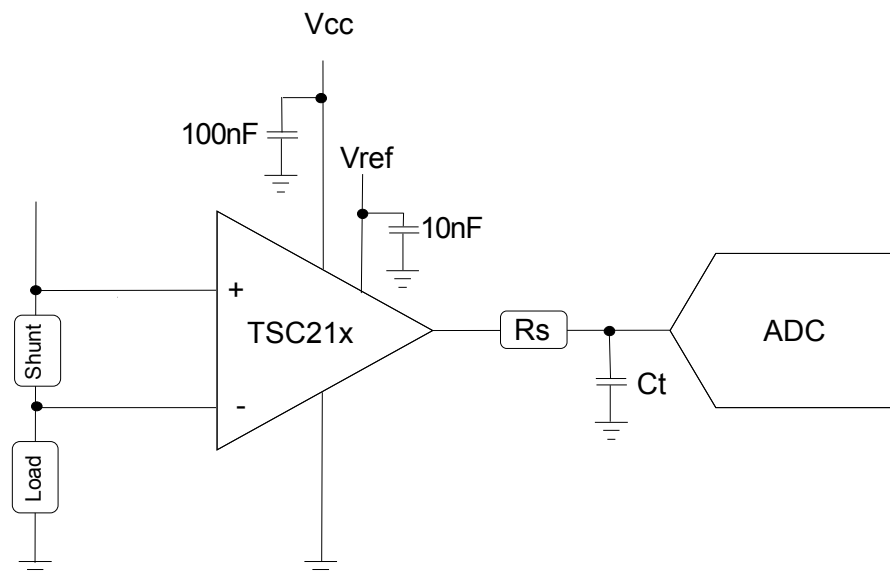 Vcc
100nF
Vref
10nF
+
TSC21x
-
Shunt
Load
Rs
Ct
ADC